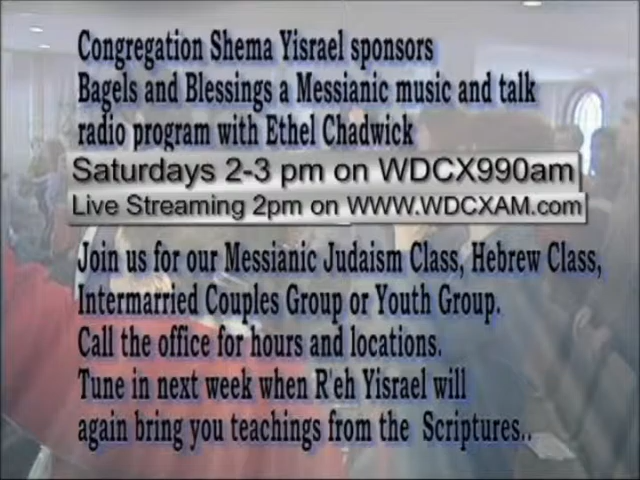 Congregation Shema Yisrael sponsors
Bagels and Blessings a Messianic music and talk
radio program with Ethel Chadwick
Saturdays 2-3 pm on WDCX990am
Live Streaming 2pm on WWW.WDCXAM.com
Join us for our Messianic Judaism Class, Hebrew Class,
Intermarried Couples Group or Youth Group.
Call the office for hours and locations.
Tune in next week when R'eh Yisrael will
again bring you teachings from the Scriptures..